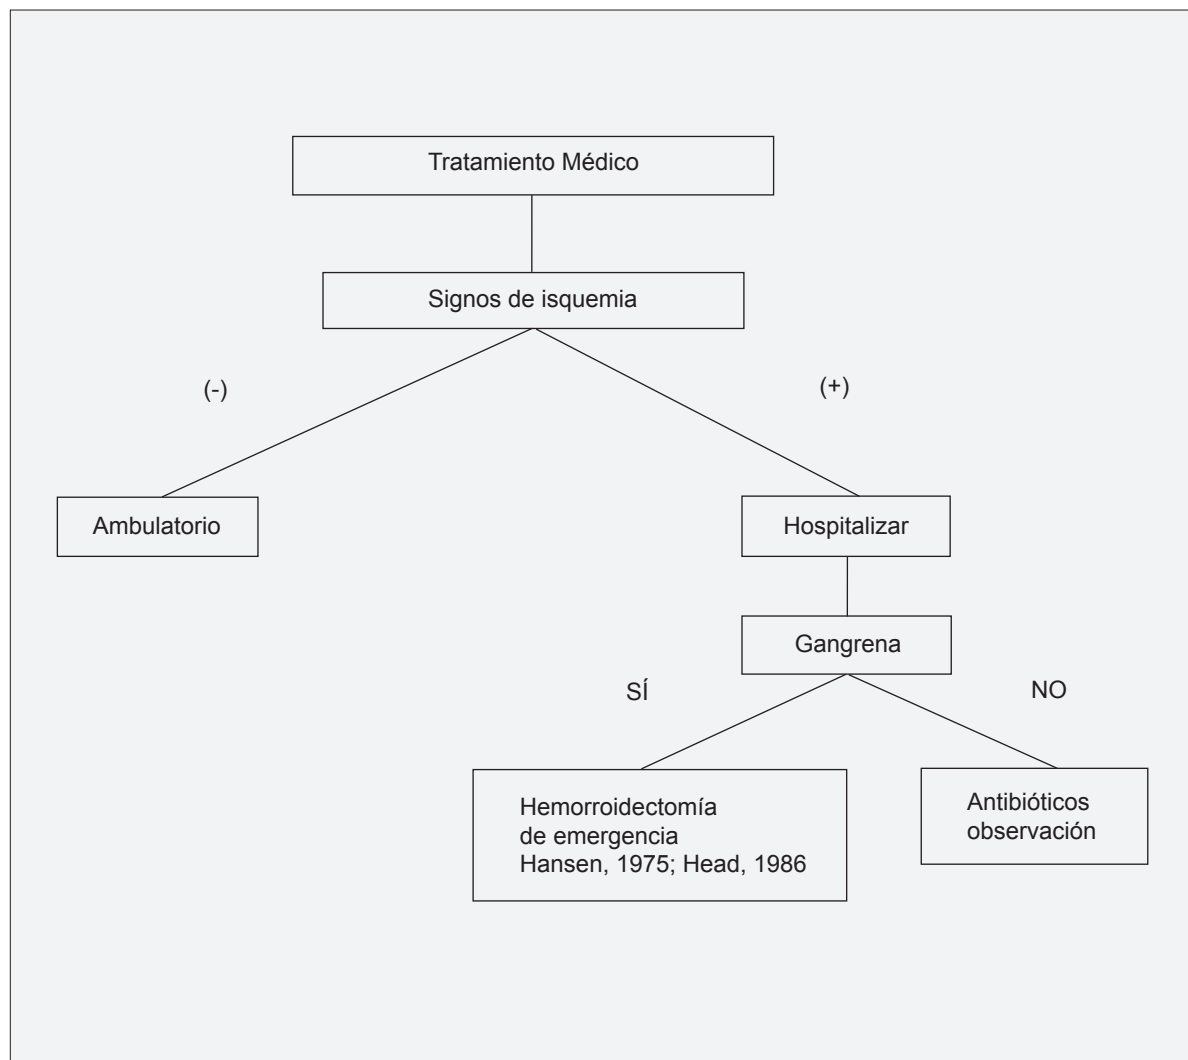 Tratamiento Médico
Signos de isquemia
(-)
(+)
Ambulatorio
Hospitalizar
Gangrena
SÍ
NO
Hemorroidectomía
de emergencia
Hansen, 1975; Head, 1986
Antibióticos
observación